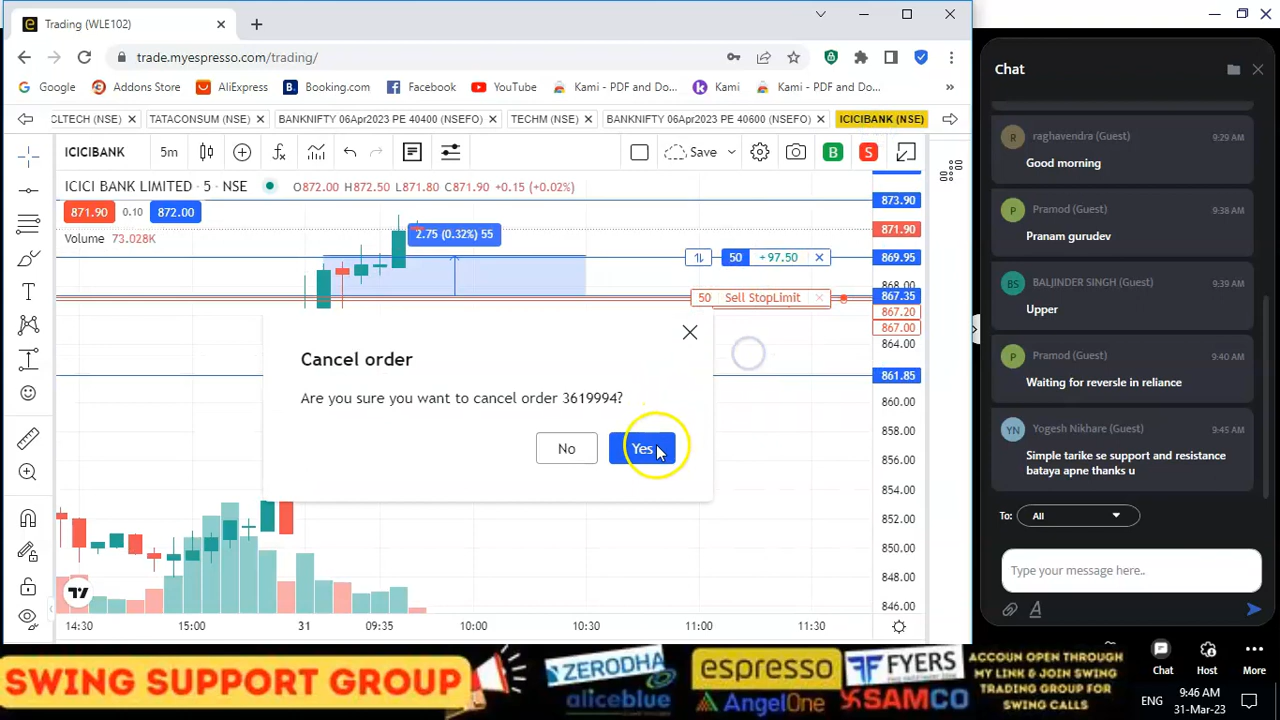 Trading (WLE102)
trade.myespresso.com/trading/
Google
Addons Store
AliExpress
Booking.com
Facebook
YouTube
Kami - PDF and Do...
Kami
Kami - PDF and Do...
CLTECH (NSE)
TATACONSUM (NSE)
BANKNIFTY 06Apr2023 PE 40400 (NSEFO)
TECHM (NSE)
BANKNIFTY 06Apr2023 PE 40600 (NSEFO)
ICICIBANK (NSE)
ICICIBANK
5m
Save
B
S
ICICI BANK LIMITED · 5 · NSE
O872.00 H872.50 L871.80 C871.90 +0.15 (+0.02%)
871.90
0.10
872.00
Volume 73.028K
2.75 (0.32%) 55
50
+97.50
50
Sell StopLimit
873.90
871.90
869.95
868.00
867.35
867.20
867.00
864.00
861.85
860.00
858.00
856.00
854.00
852.00
850.00
848.00
846.00
Cancel order
Are you sure you want to cancel order 3619994?
No
Yes
14:30
15:00
31
09:35
10:00
10:30
11:00
11:30
Chat
R
raghavendra (Guest)
9:29 AM
Good morning
P
Pramod (Guest)
9:38 AM
Pranam gurudev
BS
BALJINDER SINGH (Guest)
9:39 AM
Upper
P
Pramod (Guest)
9:40 AM
Waiting for reversle in reliance
YN
Yogesh Nikhare (Guest)
9:45 AM
Simple tarike se support and resistance
bataya apne thanks u
To:
All
Type your message here..
Chat
Host
More
ENG
9:46 AM
31-Mar-23
SWING SUPPORT GROUP
ZERODHA
aliceblue
espresso
AngelOne
FYERS
SAMCO
ACCOUN OPEN THROUGH
MY LINK & JOIN SWING
TRADING GROUP FOR
SWING CALLS